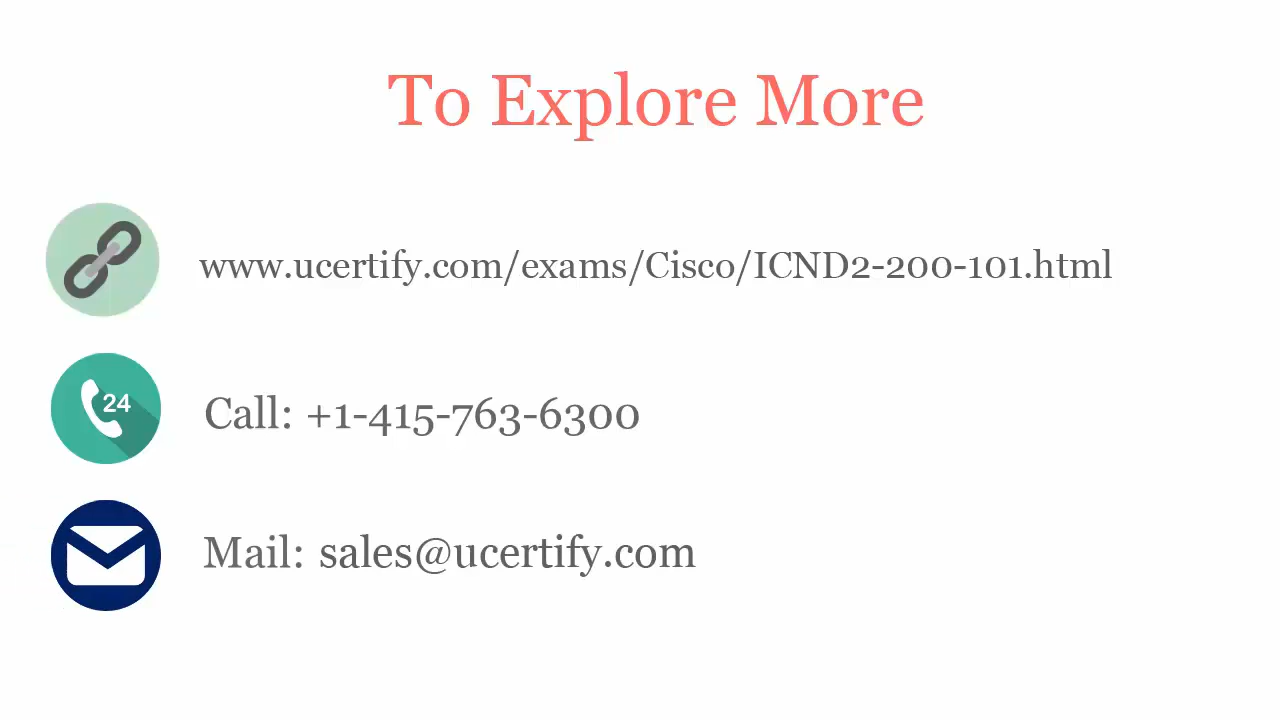 To Explore More
www.ucertify.com/exams/Cisco/ICND2-200-101.html
24
Call: +1-415-763-6300
Mail: sales@ucertify.com